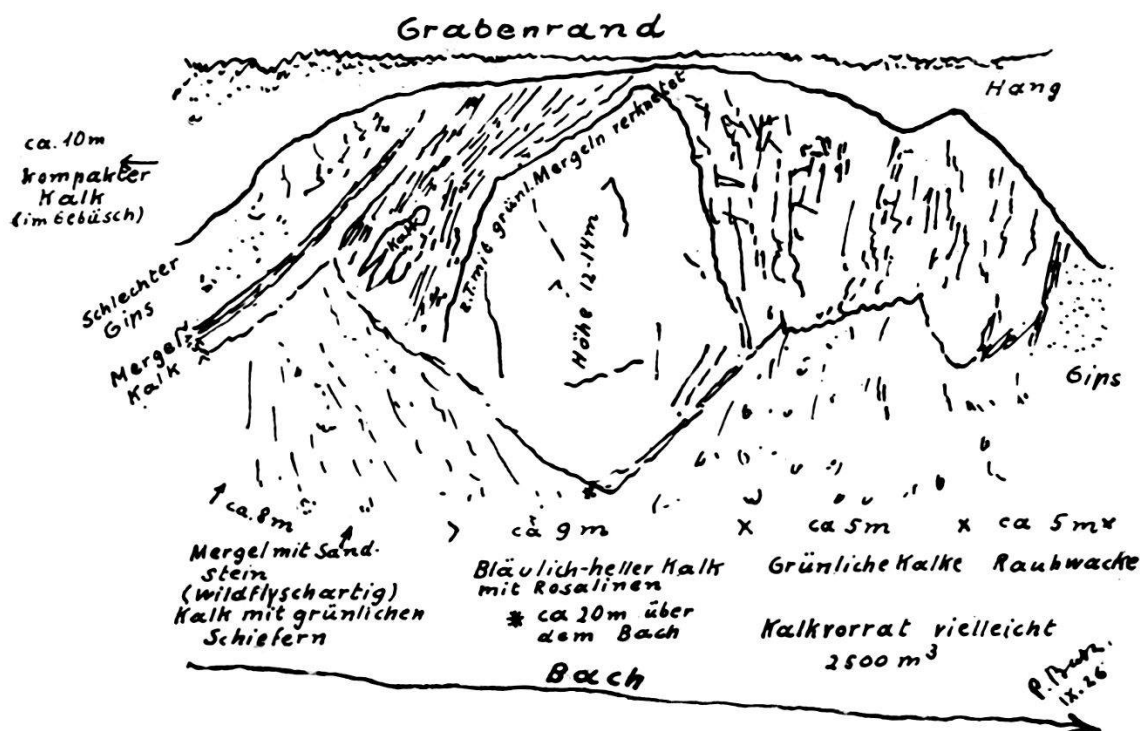 Grabenrand
Hang
ca. 10m
Kompakter
Kalk
(im Gebüsch)
Schlechter
Gips
Mergel
Kalk
Kalk
z.T. mit grünl. Mergeln verknetet
Höhe 12-14m
Gips
ca. 8m
Mergel mit Sand-
stein
(wildflyschartig)
Kalk mit grünlichen
Schiefern
ca 9 m
Bläulich-heller Kalk
mit Rosalinen
* ca 20m über
dem Bach
x ca 5m
Grünliche Kalke
x ca 5m x
Rauhwacke
Kalkvorrat vielleicht
2500 m³
Bach
IX.26